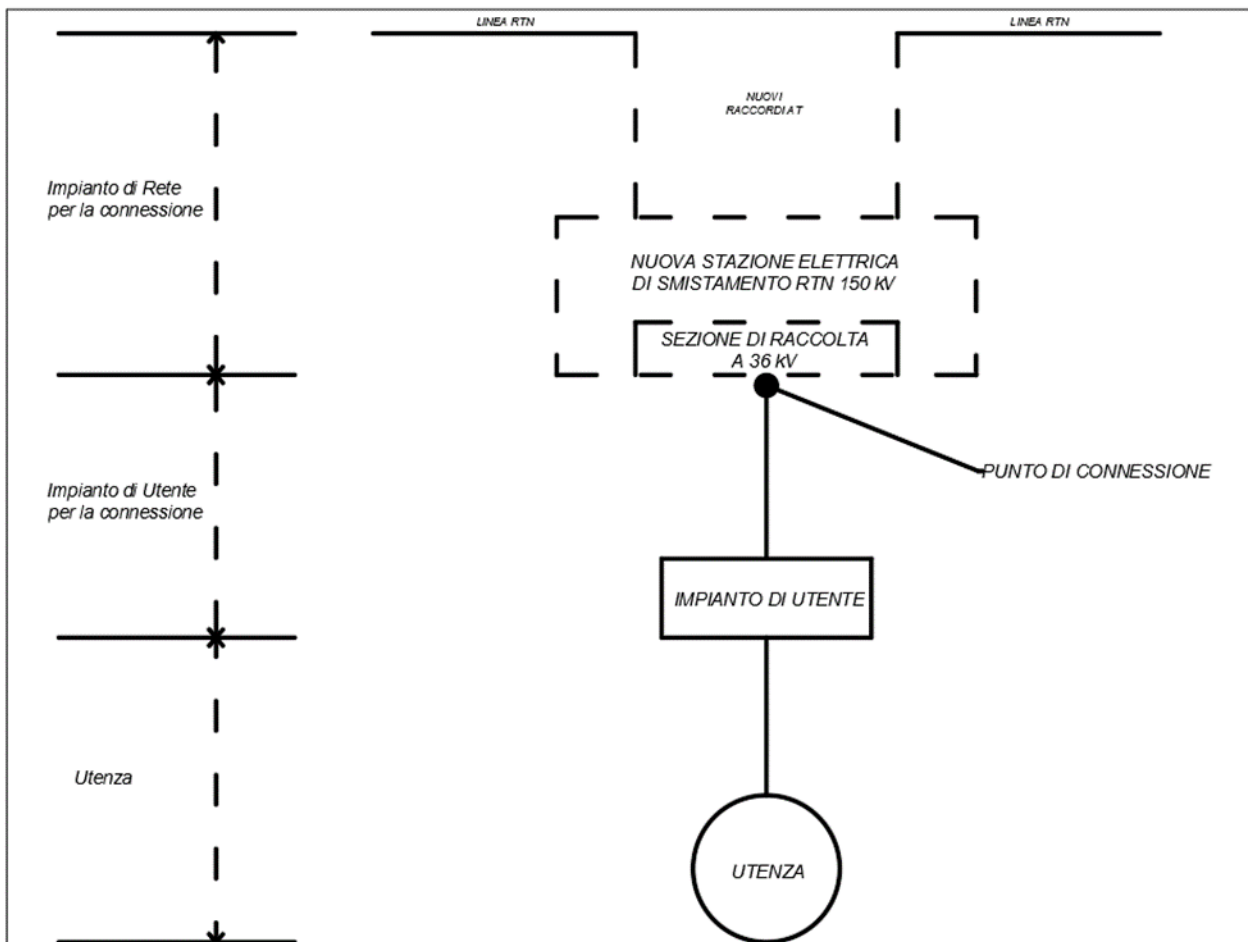 LINEA RTN
LINEA RTN
NUOVI
RACCORDI AT
Impianto di Rete
per la connessione
NUOVA STAZIONE ELETTRICA
DI SMISTAMENTO RTN 150 kV
SEZIONE DI RACCOLTA
A 36 kV
PUNTO DI CONNESSIONE
Impianto di Utente
per la connessione
IMPIANTO DI UTENTE
Utenza
UTENZA